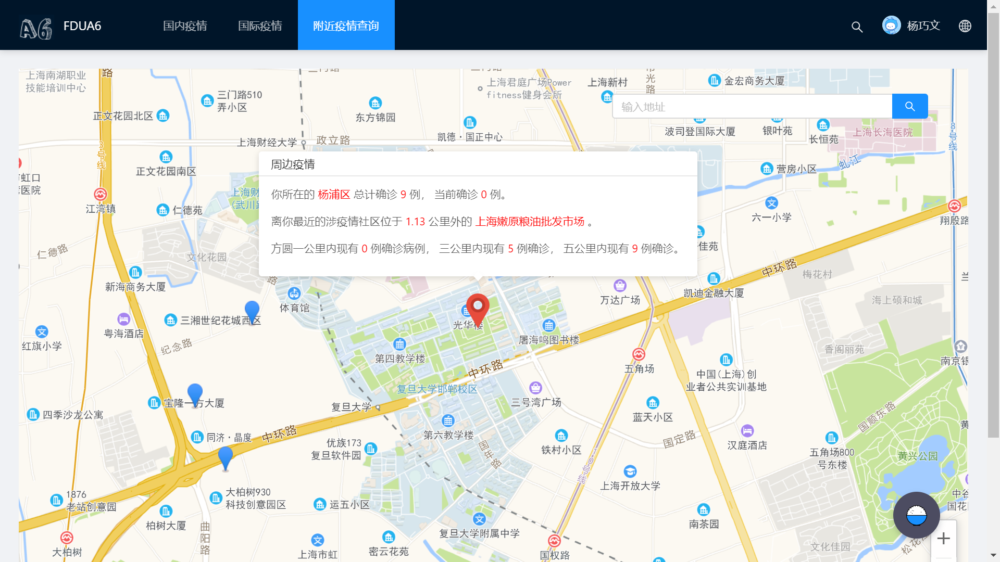 A6 FDUA6 国内疫情 国际疫情 附近疫情查询 杨巧文
路
三门路
三门路
上海南湖职业
技能培训中心
上海君庭广场Power
fitness健身会所
上海新村
市光路
金宏商务大厦
三门路510
弄小区
正文花园北区
东方锦园
输入地址
凯德·国正中心
波司登国际大厦
银叶苑
长恒苑
上海长海医院
8号线
上海财经大学
政立路
3号线
正文花园南区
虬江
营房小区
周边疫情
你所在的 杨浦区 总计确诊 9 例， 当前确诊 0 例。
离你最近的涉疫情社区位于 1.13 公里外的 上海嫩原粮油批发市场 。
方圆一公里内现有 0 例确诊病例， 三公里内现有 5 例确诊， 五公里内现有 9 例确诊。
虹口
医院
上海财
(武川路
江湾镇
仁德苑
六一小学
翔殷路
佳苑
仁德路
文化花园
中环路
梅花村
兰
新海商务大厦
路
体育馆
万达广场
凯迪金融大厦
海上硕和城
三湘世纪花城西区
粤海酒店
光华楼
红旗小学
纪念路
屠海鸣图书楼
香阁丽苑
第四教学楼
南京银
中环路
五角场
中国(上海)创
业者公共实训基地
复旦大学邯郸校区
宝隆一方大厦
复旦大学
三号湾广场
四季沙龙公寓
蓝天小区
国顺东路
黄
同济·晶度
中环路
第六教学楼
国定路
优族173
复旦软件园
国年路
铁村小区
汉庭酒店
五角场800
号东楼
黄兴公园
10号线
上海开放大学
1876
老站创意园
大柏树930
科技创意园区
运五小区
中谷
国花
柏树大厦
曲阳路
复旦大学附属中学
南茶园
大柏树
上海市虹
密云花苑
国权路
文化佳园
松花江
+